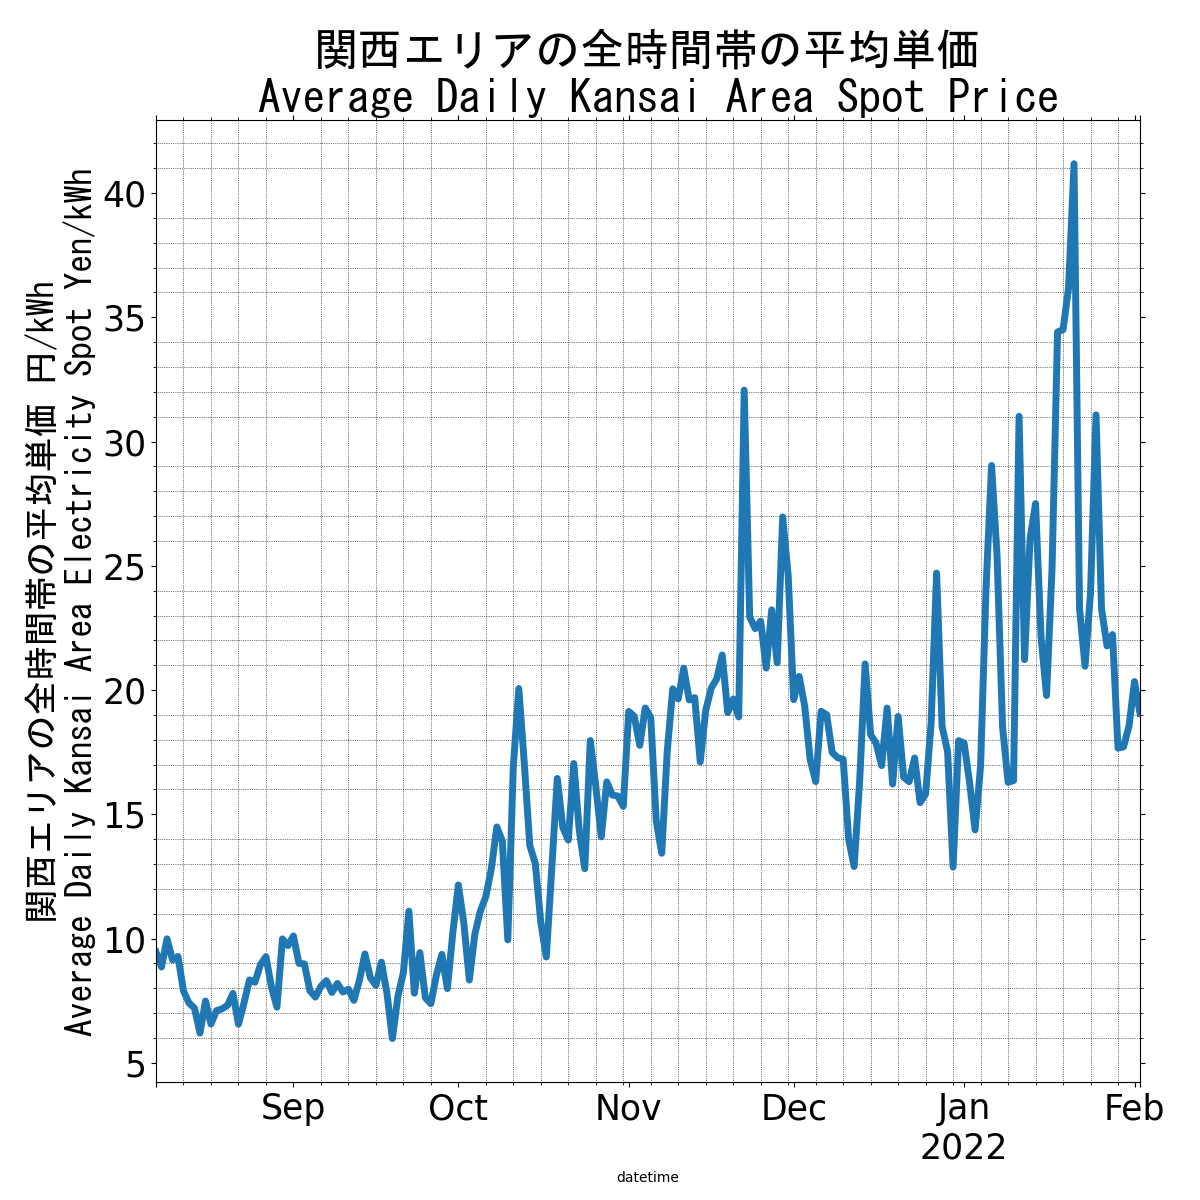 関西エリアの全時間帯の平均単価
Average Daily Kansai Area Spot Price
関西エリアの全時間帯の平均単価 円/kWh
Average Daily Kansai Area Electricity Spot Yen/kWh
40
35
30
25
20
15
10
5
Sep
Oct
Nov
Dec
Jan
2022
Feb
datetime